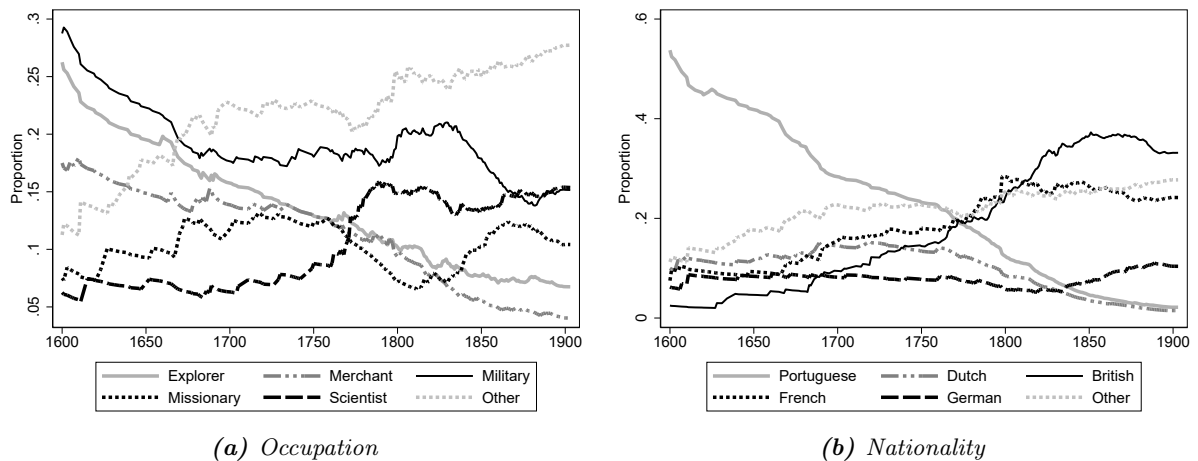 .3
.25
.2
.15
.1
.05
Proportion
1600 1650 1700 1750 1800 1850 1900
Explorer Merchant Military
Missionary Scientist Other
(a) Occupation
.6
.4
.2
0
Proportion
1600 1650 1700 1750 1800 1850 1900
Portuguese Dutch British
French German Other
(b) Nationality